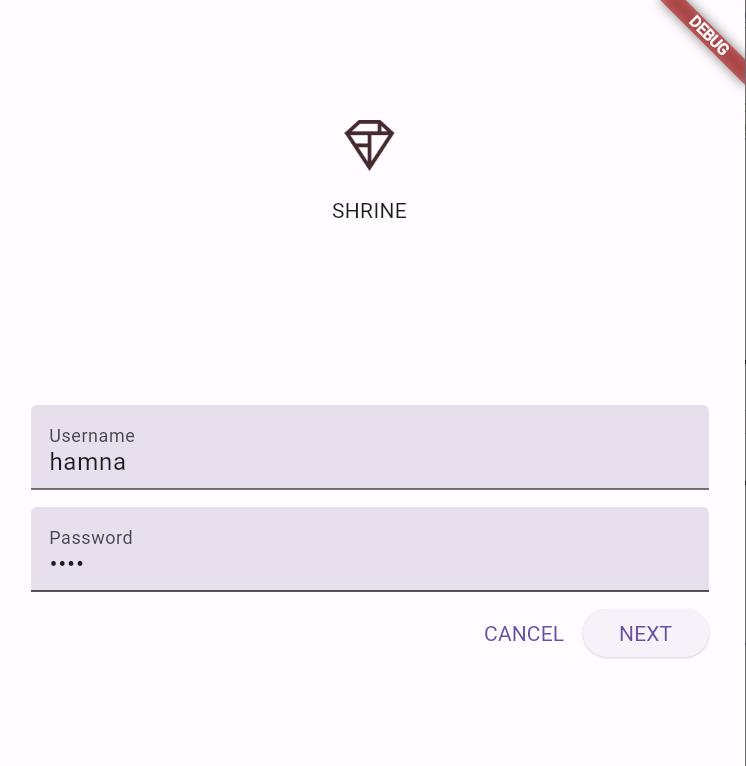 DEBUG
SHRINE
Username
hamna
Password
••••
CANCEL NEXT